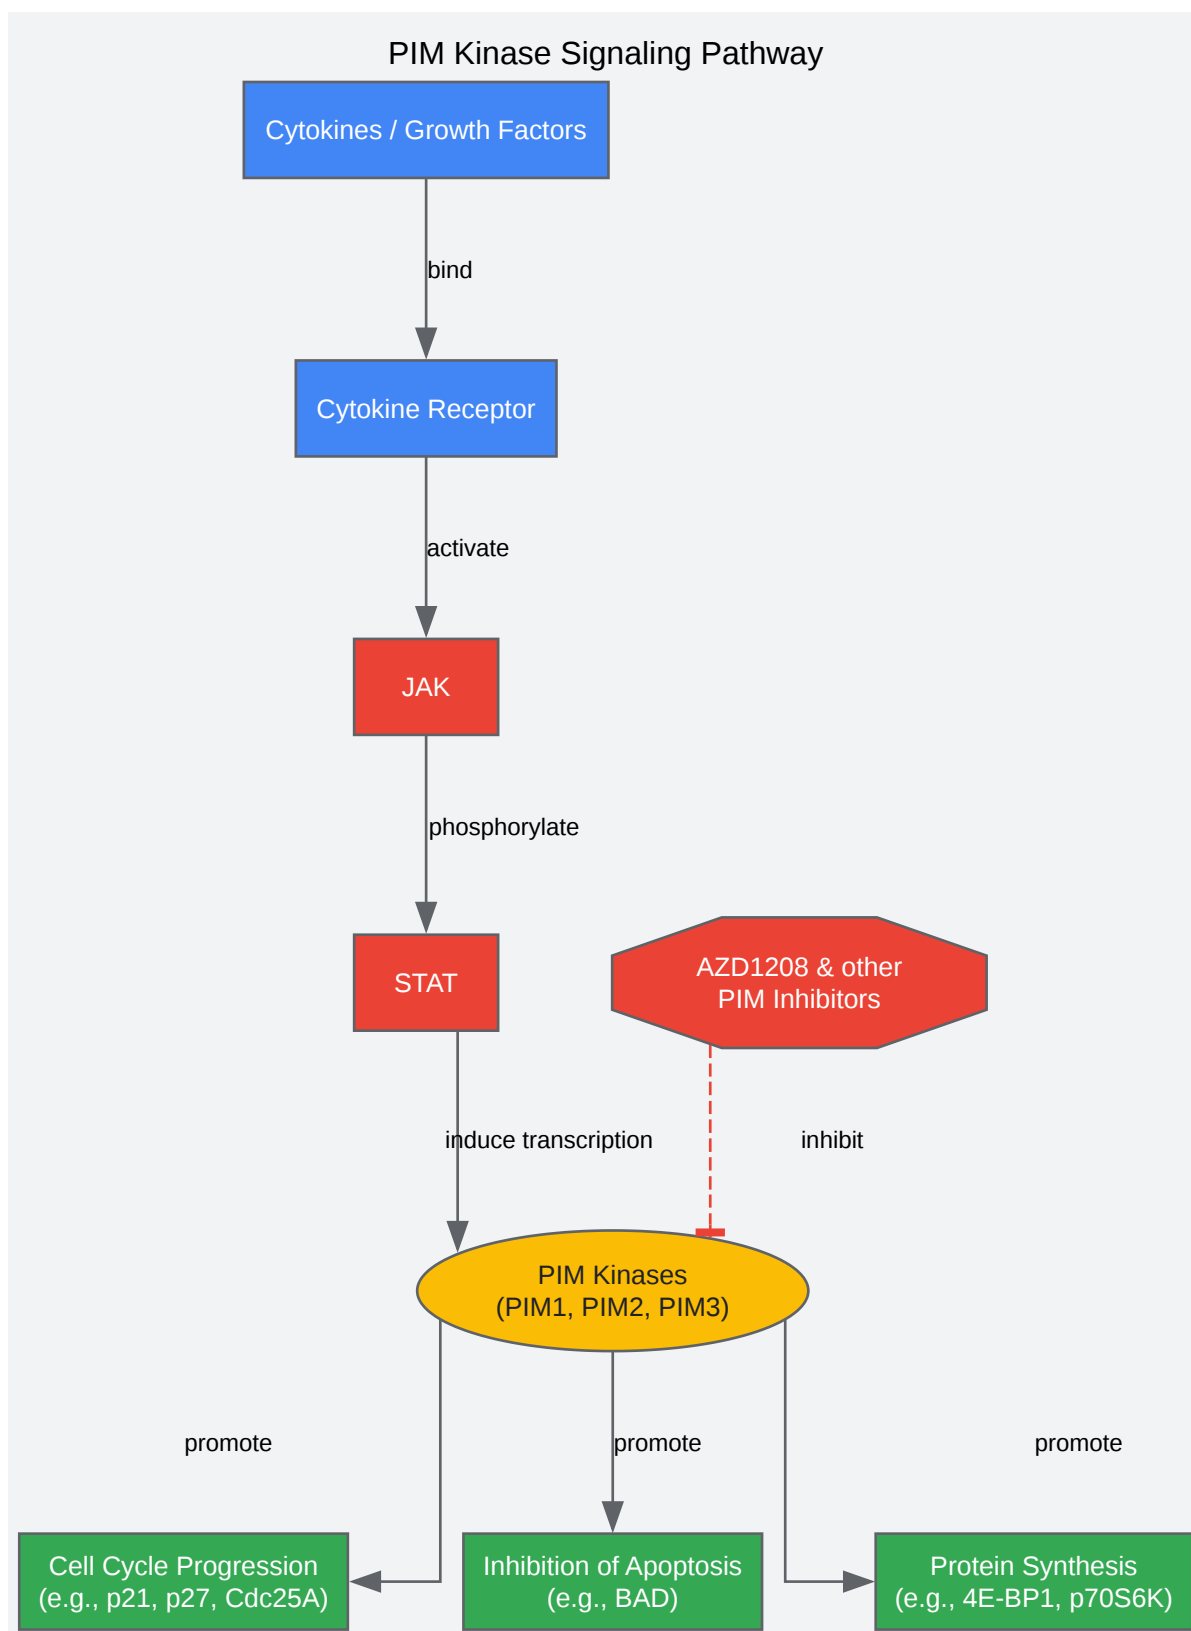 PIM Kinase Signaling Pathway
Cytokines / Growth Factors
bind
Cytokine Receptor
activate
JAK
phosphorylate
STAT
AZD1208 & other
PIM Inhibitors
induce transcription
inhibit
PIM Kinases
(PIM1, PIM2, PIM3)
promote
promote
promote
Cell Cycle Progression
(e.g., p21, p27, Cdc25A)
Inhibition of Apoptosis
(e.g., BAD)
Protein Synthesis
(e.g., 4E-BP1, p70S6K)